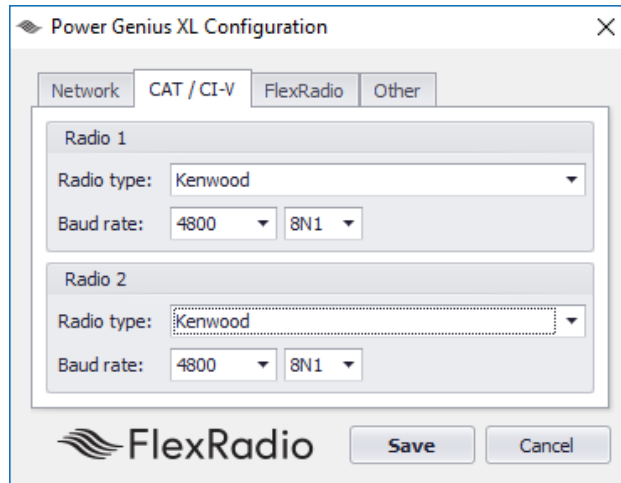 Power Genius XL Configuration
Network CAT / CI-V FlexRadio Other
Radio 1
Radio type: Kenwood
Baud rate: 4800 8N1
Radio 2
Radio type: Kenwood
Baud rate: 4800 8N1
FlexRadio Save Cancel